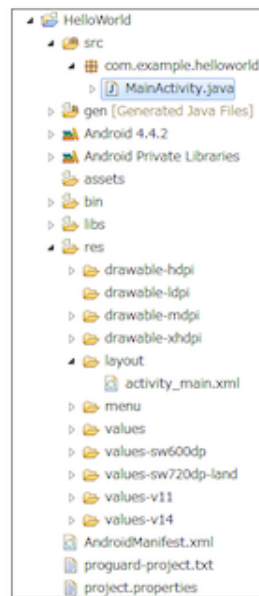 HelloWorld
src
com.example.helloworld
MainActivity.java
gen [Generated Java Files]
Android 4.4.2
Android Private Libraries
assets
bin
libs
res
drawable-hdpi
drawable-ldpi
drawable-mdpi
drawable-xhdpi
layout
activity_main.xml
menu
values
values-sw600dp
values-sw720dp-land
values-v11
values-v14
AndroidManifest.xml
proguard-project.txt
project.properties